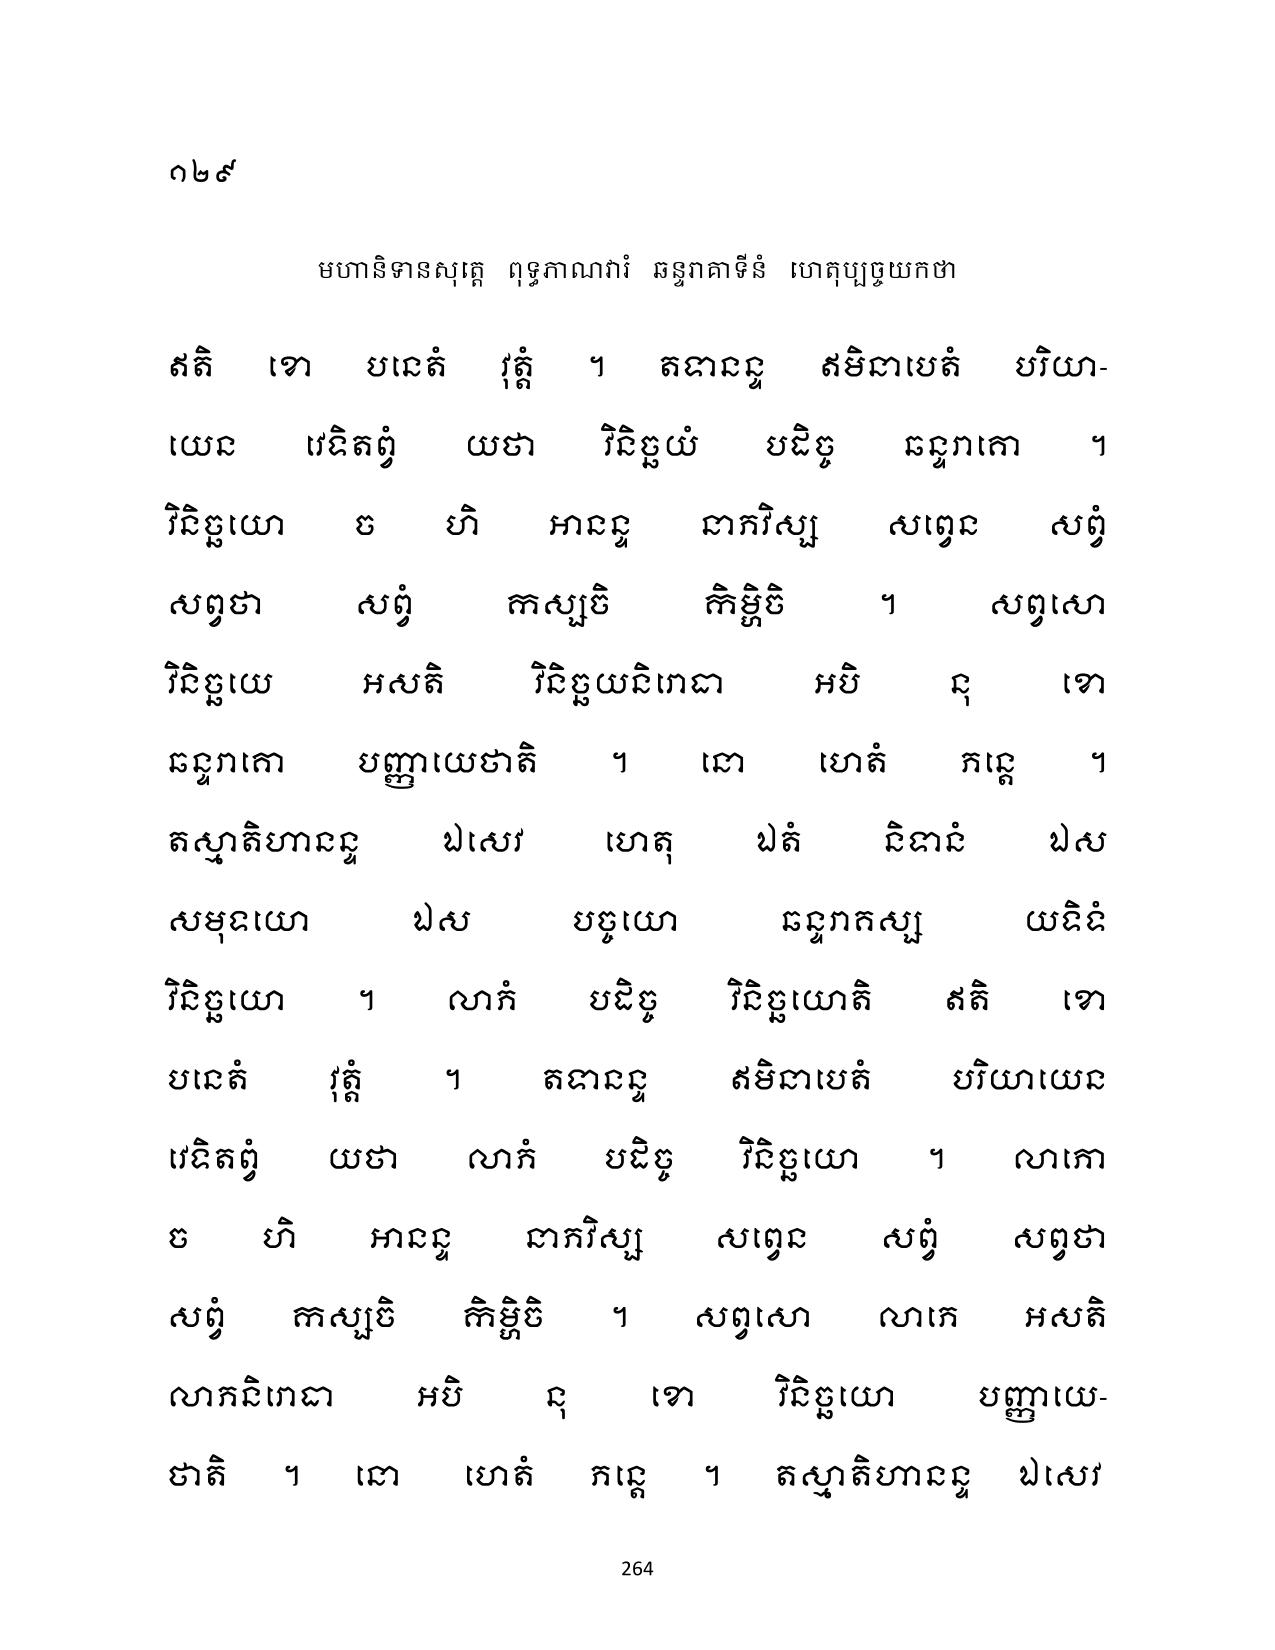 ១២៩
មហានិទានសុត្តេ ពុទ្ធភាណវារំ ឆន្ទរាគាទីនំ ហេតុប្បច្ចយកថា
ឥតិ ខោ បនេតំ វុត្តំ ។ តទានន្ទ ឥមិនាបេតំ បរិយា-
យេន វេទិតព្វំ យថា វិនិច្ឆយំ បដិច្ច ឆន្ទរាគោ ។
វិនិច្ឆយោ ច ហិ អានន្ទ នាភវិស្ស សព្វេន សព្វំ
សព្វថា សព្វំ កស្សចិ កិម្ហិចិ ។ សព្វសោ
វិនិច្ឆយេ អសតិ វិនិច្ឆយនិរោធា អបិ នុ ខោ
ឆន្ទរាគោ បញ្ញាយេថាតិ ។ នោ ហេតំ ភន្តេ ។
តស្មាតិហានន្ទ ឯសេវ ហេតុ ឯតំ និទានំ ឯស
សមុទយោ ឯស បច្ចយោ ឆន្ទរាគស្ស យទិទំ
វិនិច្ឆយោ ។ លាភំ បដិច្ច វិនិច្ឆយោតិ ឥតិ ខោ
បនេតំ វុត្តំ ។ តទានន្ទ ឥមិនាបេតំ បរិយាយេន
វេទិតព្វំ យថា លាភំ បដិច្ច វិនិច្ឆយោ ។ លាភោ
ច ហិ អានន្ទ នាភវិស្ស សព្វេន សព្វំ សព្វថា
សព្វំ កស្សចិ កិម្ហិចិ ។ សព្វសោ លាភេ អសតិ
លាភនិរោធា អបិ នុ ខោ វិនិច្ឆយោ បញ្ញាយេ-
ថាតិ ។ នោ ហេតំ ភន្តេ ។ តស្មាតិហានន្ទ ឯសេវ
264